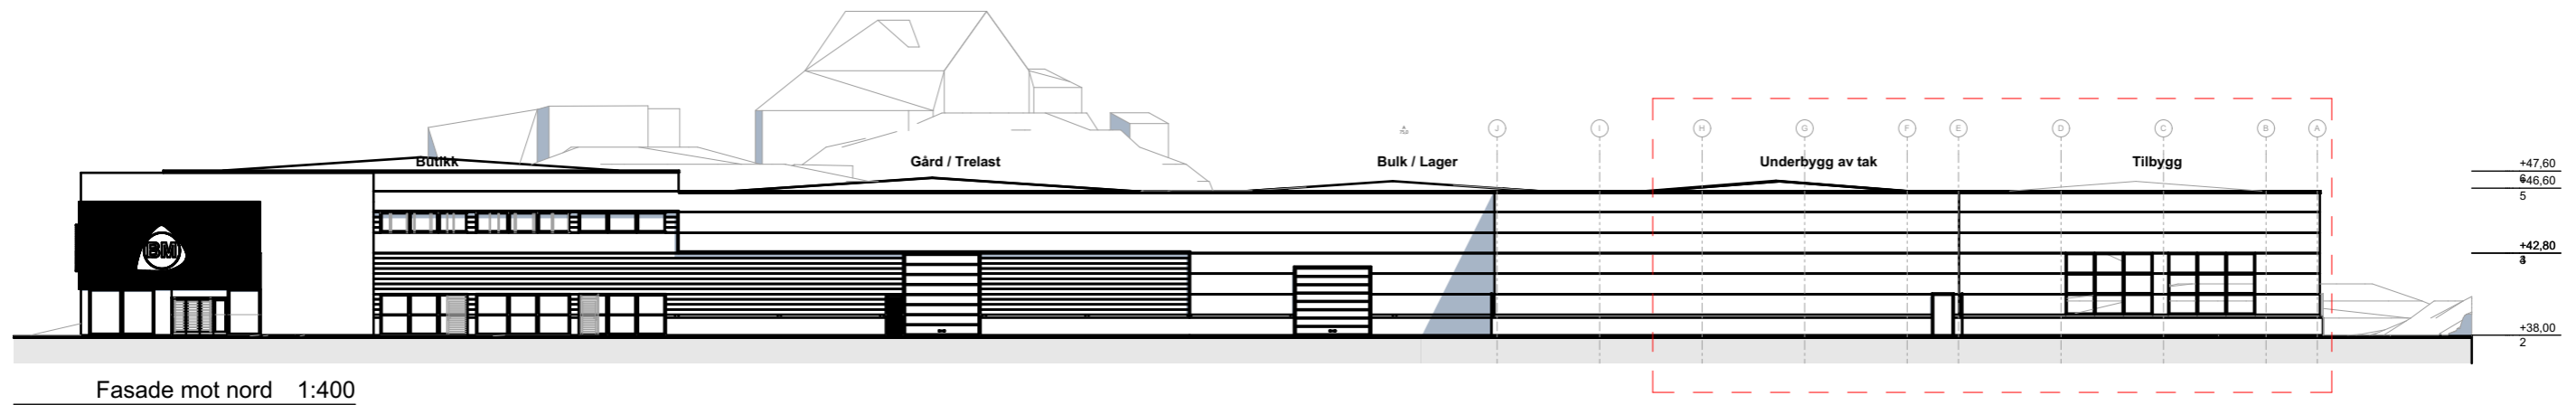 Butikk
Gård / Trelast
Bulk / Lager
Underbygg av tak
Tilbygg
J
I
H
G
F
E
D
C
B
A
BM
+47,60
6
+46,60
5
+42,80
+38,00
2
Fasade mot nord 1:400